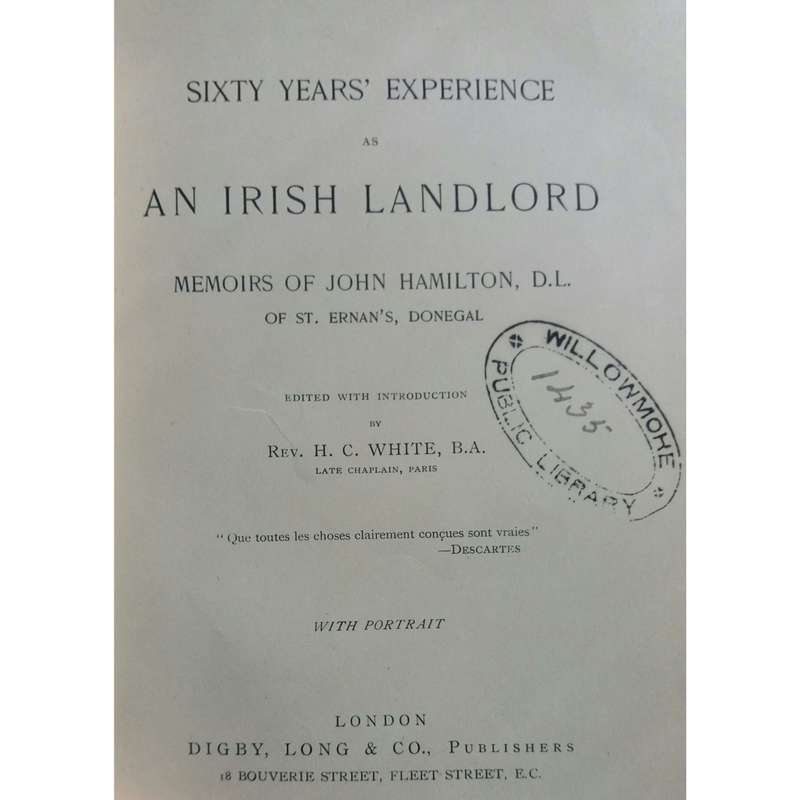 SIXTY YEARS' EXPERIENCE
AS
AN IRISH LANDLORD
MEMOIRS OF JOHN HAMILTON, D.L.
OF ST. ERNAN'S, DONEGAL
EDITED WITH INTRODUCTION
BY
REV. H. C. WHITE, B.A.
LATE CHAPLAIN, PARIS
"Que toutes les choses clairement conçues sont vraies"
—DESCARTES
WITH PORTRAIT
LONDON
DIGBY, LONG & CO., PUBLISHERS
18 BOUVERIE STREET, FLEET STREET, E.C.
WILLOWMORE
1435
PUBLIC LIBRARY